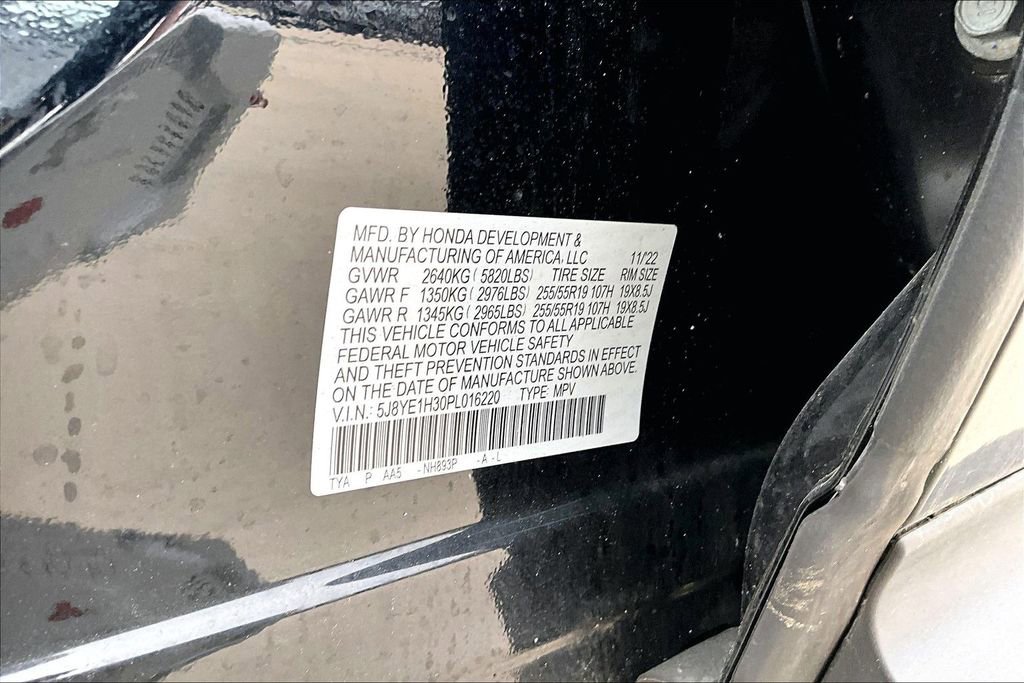 MFD. BY HONDA DEVELOPMENT &
MANUFACTURING OF AMERICA, LLC 11/22
GVWR 2640KG ( 5820LBS) TIRE SIZE RIM SIZE
GAWR F 1350KG ( 2976LBS) 255/55R19 107H 19X8.5J
GAWR R 1345KG ( 2965LBS) 255/55R19 107H 19X8.5J
THIS VEHICLE CONFORMS TO ALL APPLICABLE
FEDERAL MOTOR VEHICLE SAFETY
AND THEFT PREVENTION STANDARDS IN EFFECT
ON THE DATE OF MANUFACTURE SHOWN ABOVE.
V.I.N.: 5J8YE1H30PL016220 TYPE: MPV
TYA P AA5 -NH893P -A -L